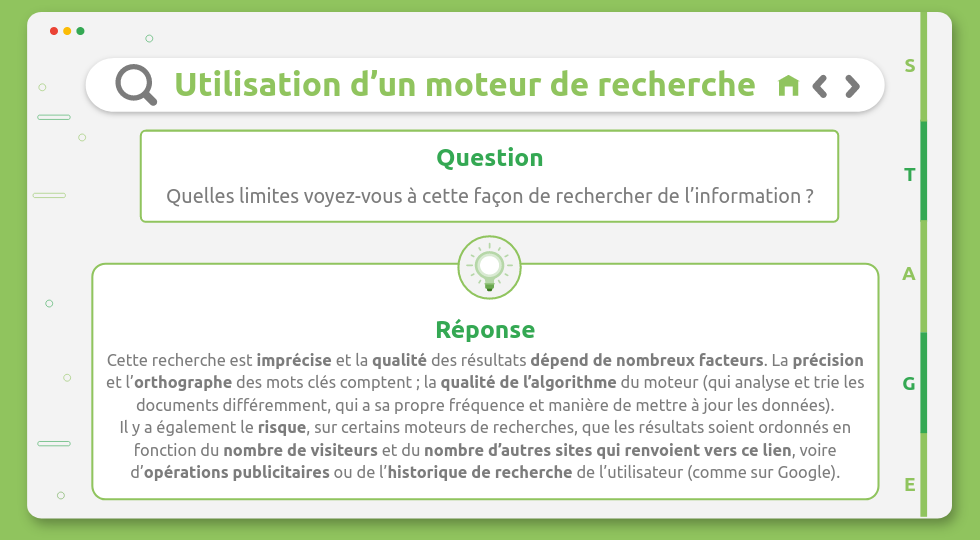 Utilisation d’un moteur de recherche
Question
Quelles limites voyez-vous à cette façon de rechercher de l’information ?
Réponse
Cette recherche est imprécise et la qualité des résultats dépend de nombreux facteurs. La précision
et l’orthographe des mots clés comptent ; la qualité de l’algorithme du moteur (qui analyse et trie les
documents différemment, qui a sa propre fréquence et manière de mettre à jour les données).
Il y a également le risque, sur certains moteurs de recherches, que les résultats soient ordonnés en
fonction du nombre de visiteurs et du nombre d’autres sites qui renvoient vers ce lien, voire
d’opérations publicitaires ou de l’historique de recherche de l’utilisateur (comme sur Google).
S
T
A
G
E